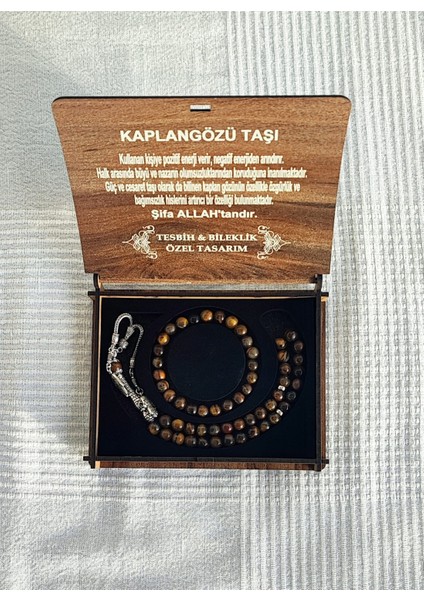 KAPLANGÖZÜ TAŞI
Kullanan kişiye pozitif enerji verir, negatif enerjiden arındırır.
Halk arasında büyü ve nazarın olumsuzluklarından koruduğuna inanılmaktadır.
Güç ve cesaret taşı olarak da bilinen kaplan gözünün özellikle özgürlük ve
bağımsızlık hislerini artırıcı bir özelliği bulunmaktadır.
Şifa ALLAH'tandır.
TESBİH & BİLEKLİK
ÖZEL TASARIM